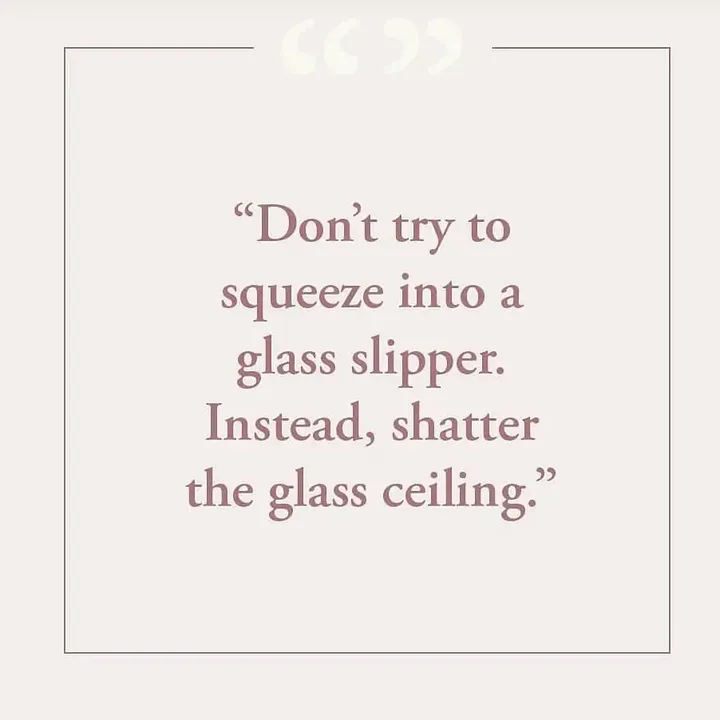 “Don’t try to
squeeze into a
glass slipper.
Instead, shatter
the glass ceiling.”